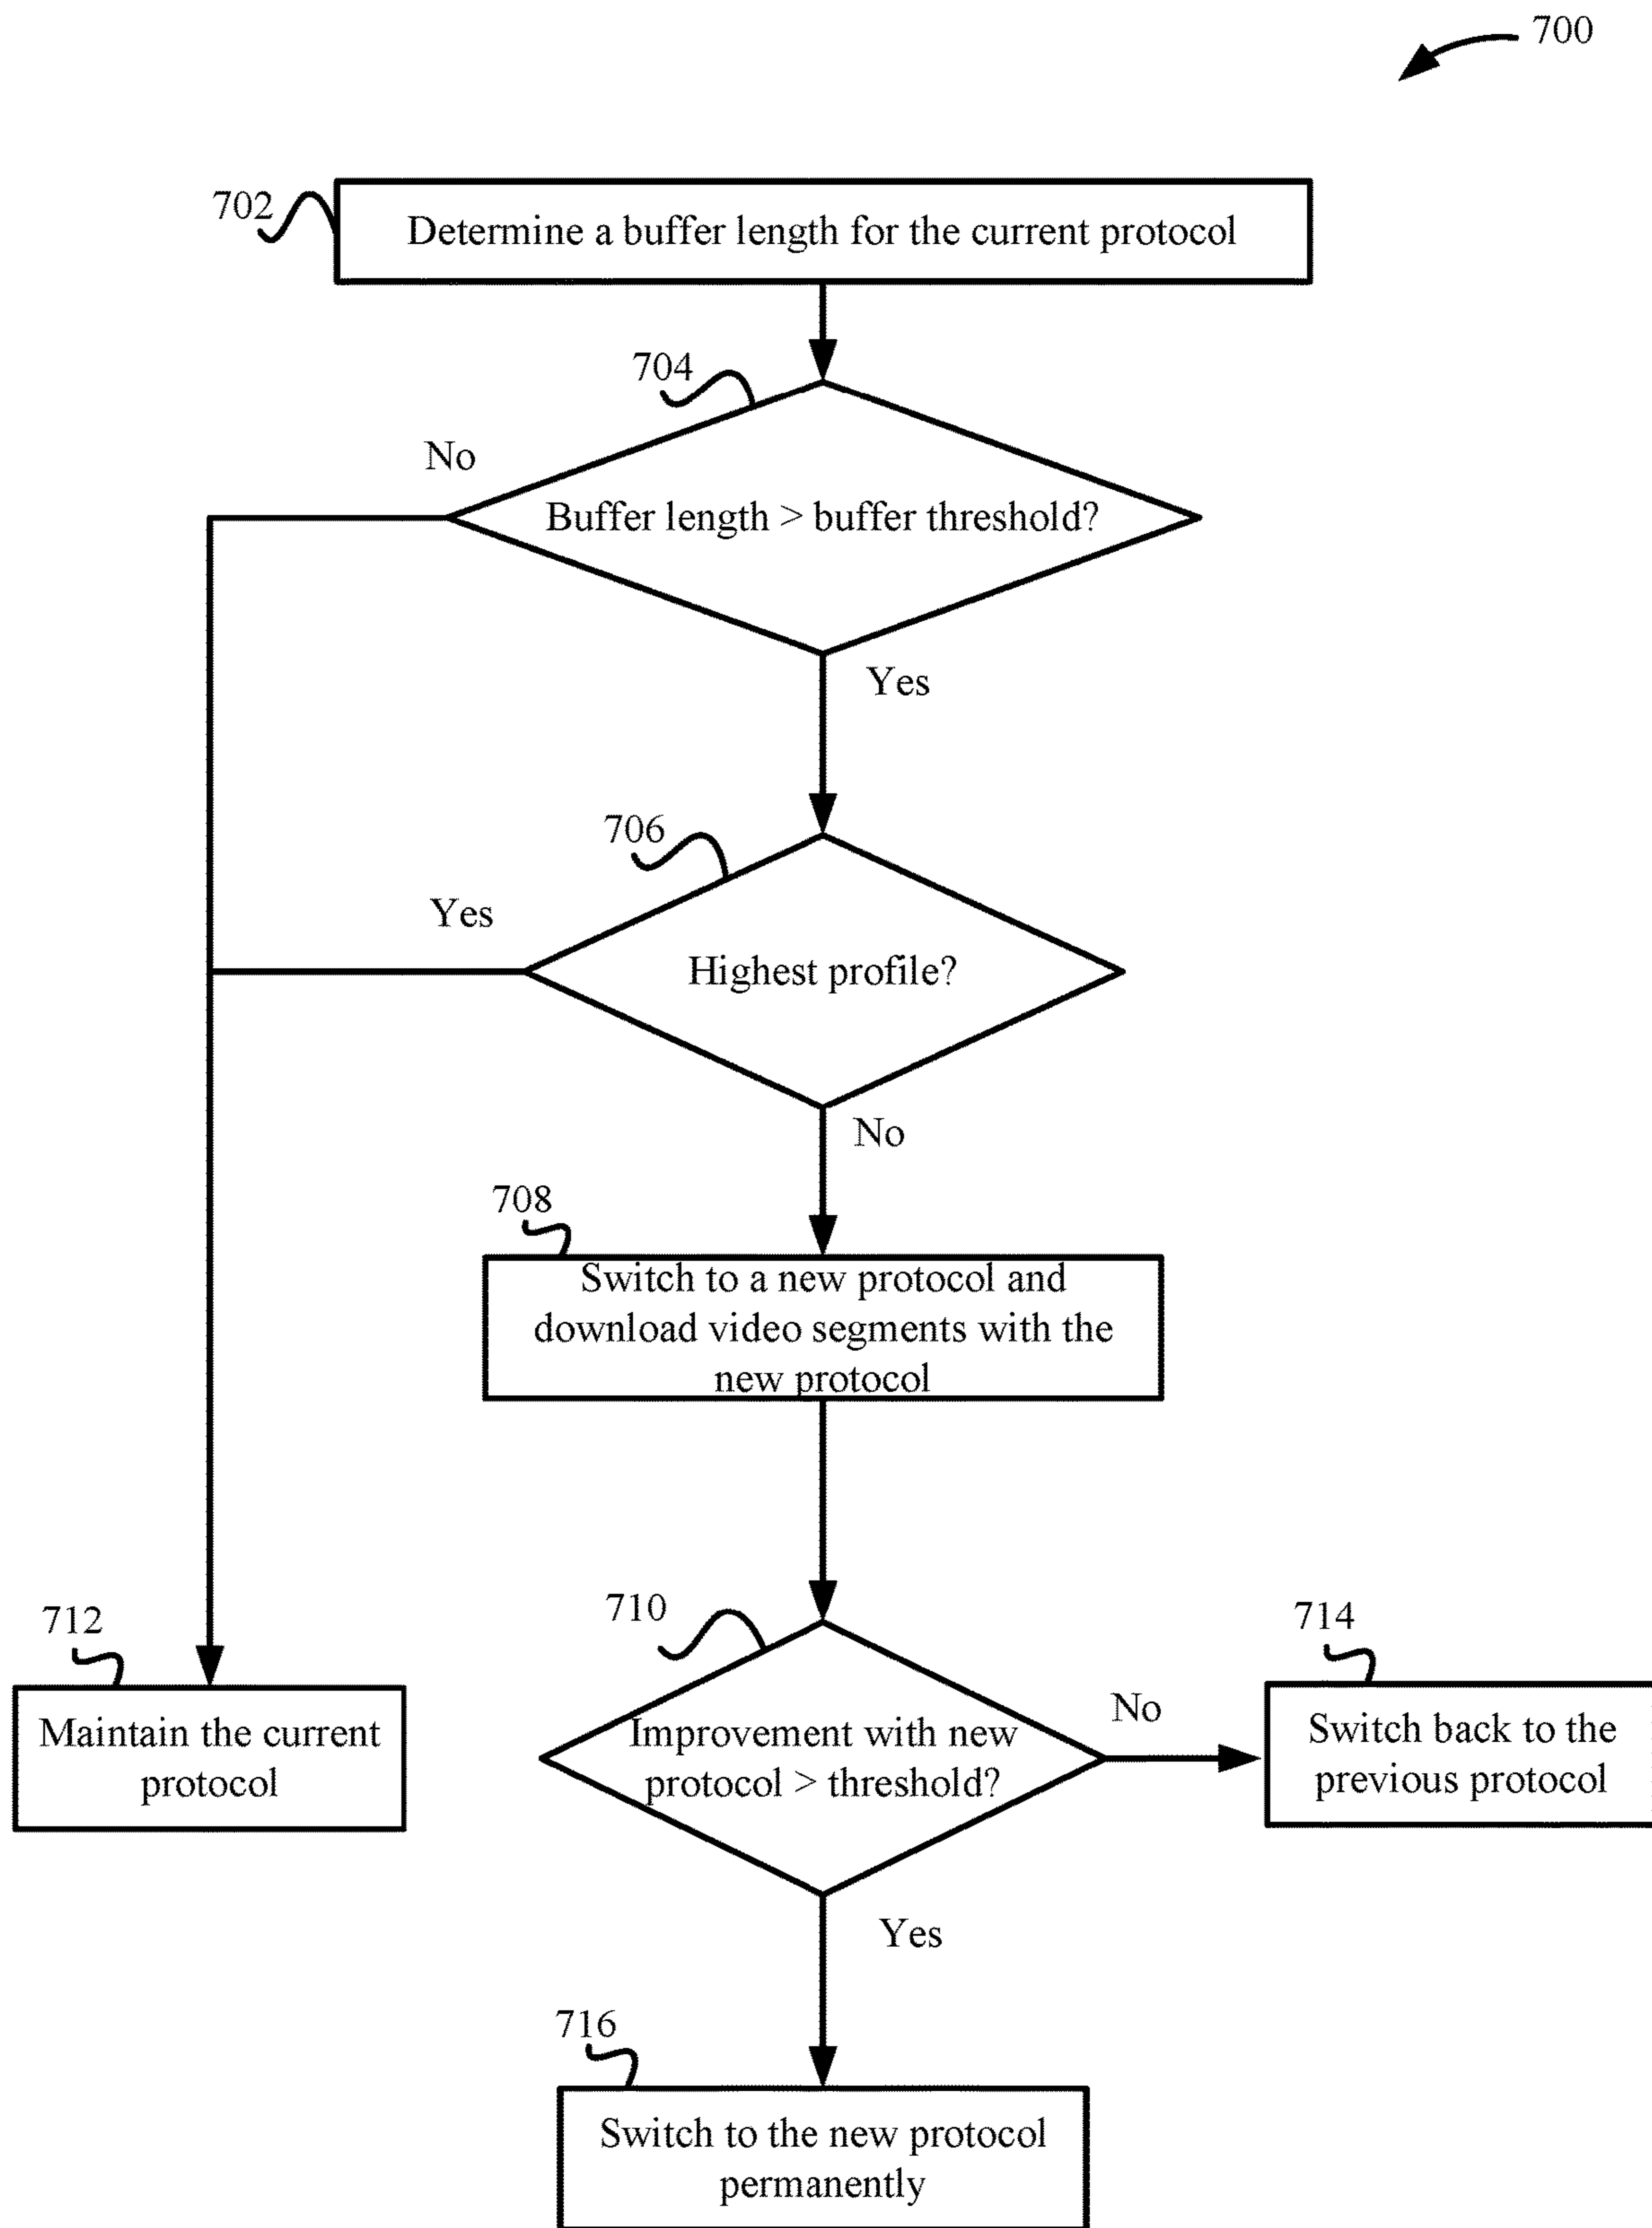 700
702
Determine a buffer length for the current protocol
704
No
Buffer length > buffer threshold?
Yes
706
Yes
Highest profile?
No
708
Switch to a new protocol and
download video segments with the
new protocol
710
712
714
No
Maintain the current
protocol
Improvement with new
protocol > threshold?
Switch back to the
previous protocol
Yes
716
Switch to the new protocol
permanently